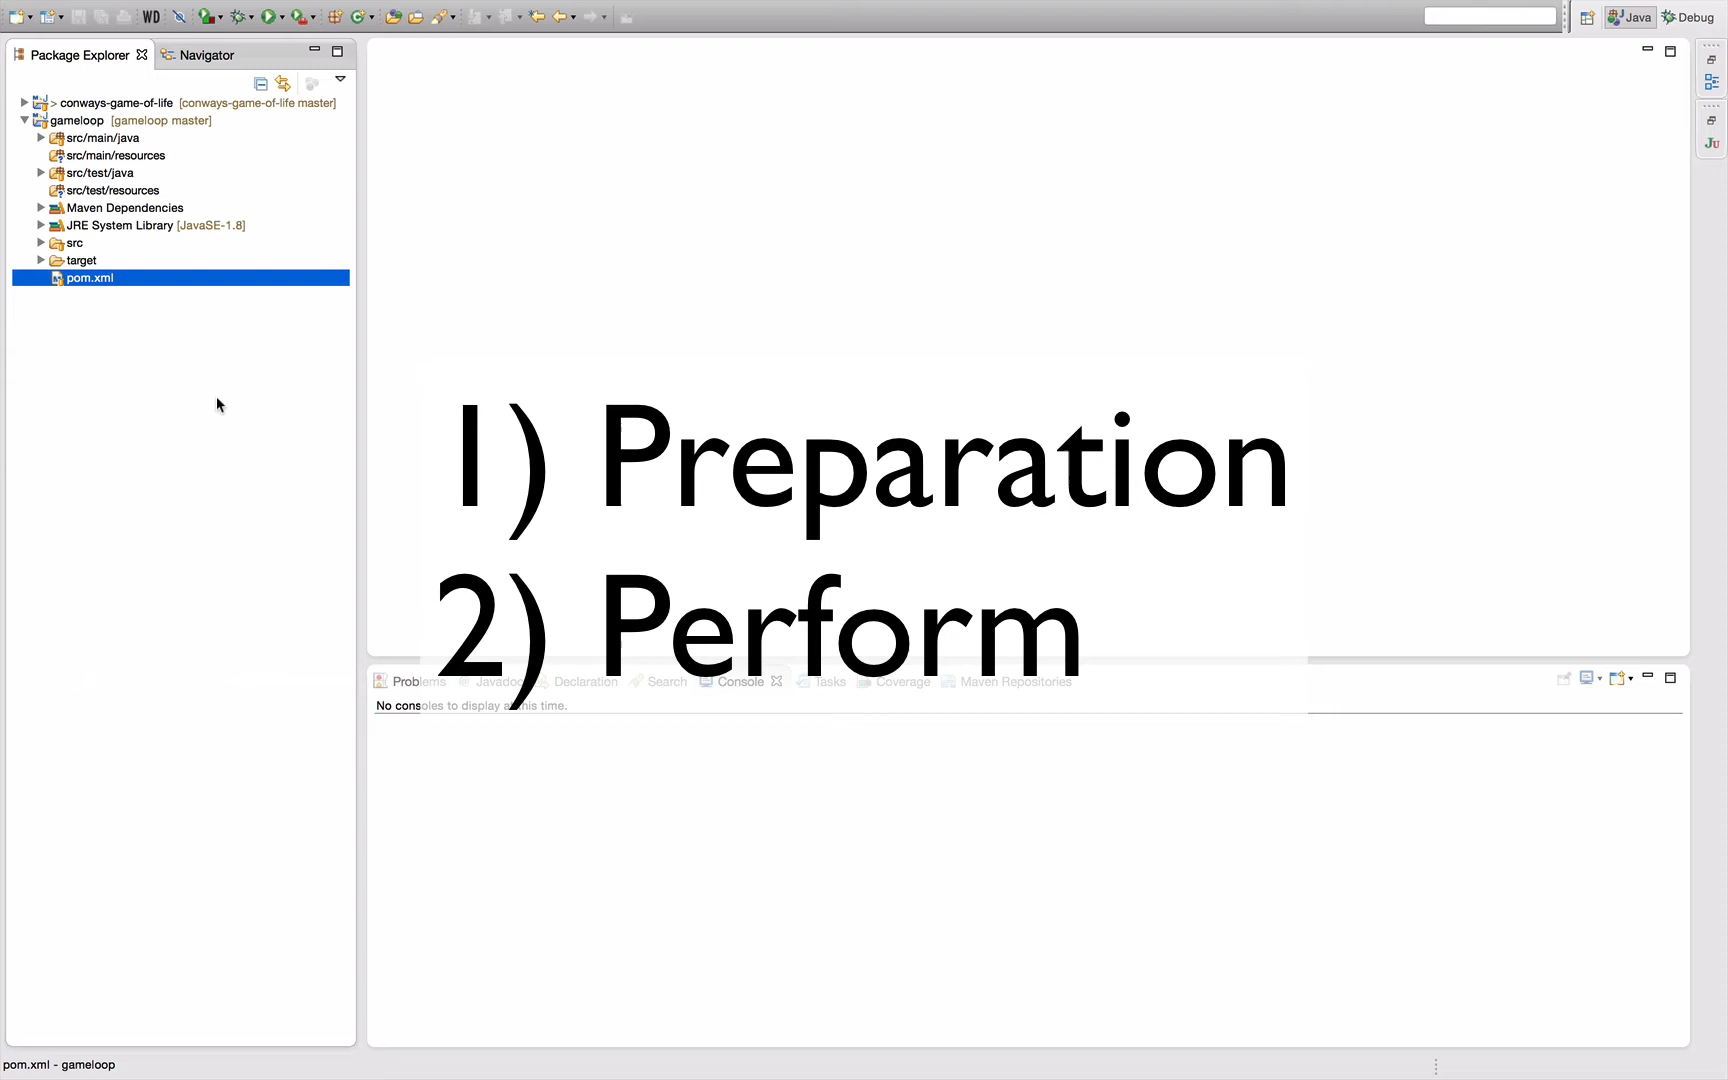 WD
Java
Debug
Package Explorer
Navigator
> conways-game-of-life [conways-game-of-life master]
gameloop [gameloop master]
src/main/java
src/main/resources
src/test/java
src/test/resources
Maven Dependencies
JRE System Library [JavaSE-1.8]
src
target
pom.xml
Ju
1) Preparation
2) Perform
Problems Javadoc Declaration Search Console Tasks Coverage Maven Repositories
No consoles to display at this time.
pom.xml - gameloop